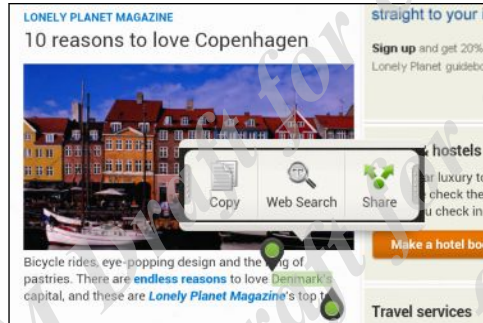 LONELY PLANET MAGAZINE
10 reasons to love Copenhagen
Bicycle rides, eye-popping design and the
pastries. There are endless reasons to love Denmark's
capital, and these are Lonely Planet Magazine's top
Copy
Web Search
Share
straight to your
Sign up and get 20%
Lonely Planet
hostels
luxury to
check the
check in
Make a hotel
Travel services
Draft for